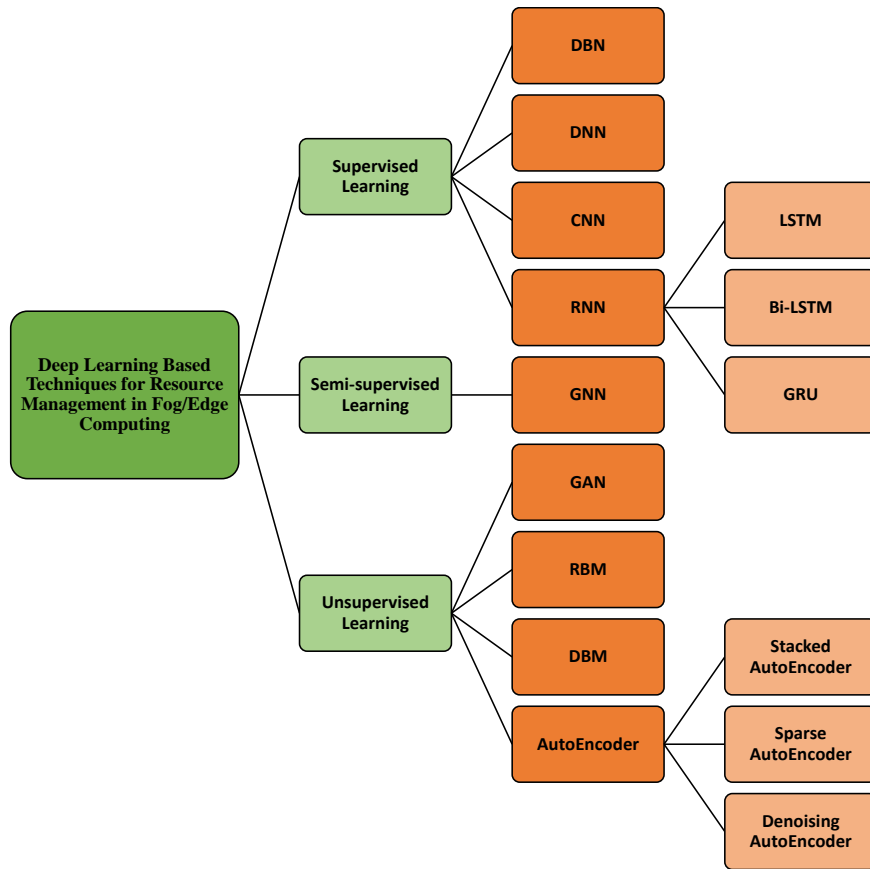 Deep Learning Based
Techniques for Resource
Management in Fog/Edge
Computing
Supervised
Learning
Semi-supervised
Learning
Unsupervised
Learning
DBN
DNN
CNN
RNN
GNN
GAN
RBM
DBM
AutoEncoder
LSTM
Bi-LSTM
GRU
Stacked
AutoEncoder
Sparse
AutoEncoder
Denoising
AutoEncoder